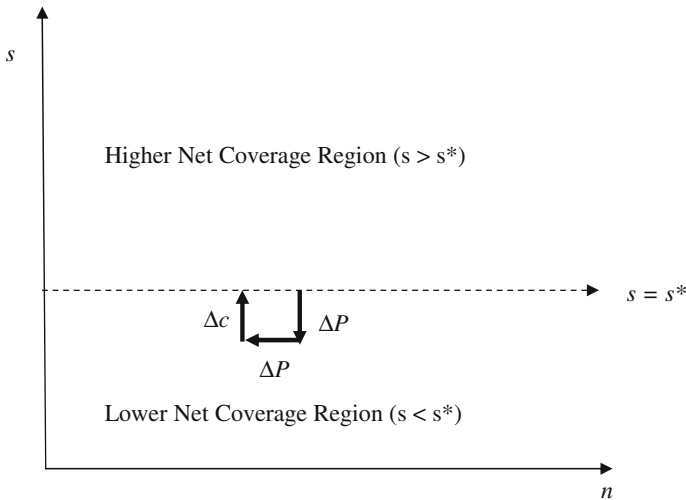 s
Higher Net Coverage Region (s > s*)
s = s*
Δc
ΔP
ΔP
Lower Net Coverage Region (s < s*)
n